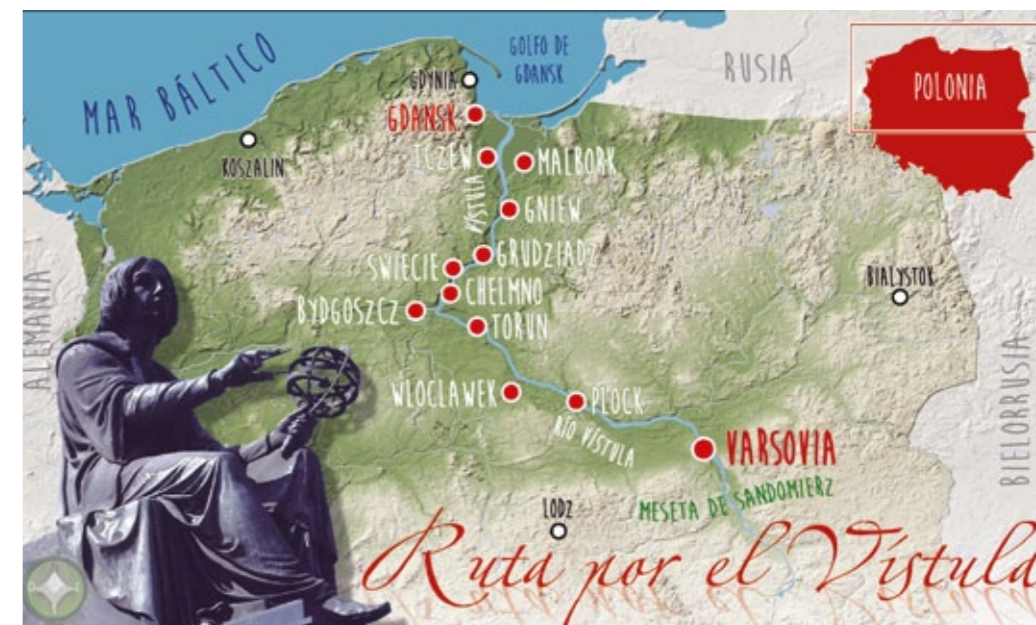 MAR BÁLTICO
GOLFO DE
GDANSK
RUSIA
POLONIA
GDYNIA
GDANSK
KOSZALIN
TCZEW
MALBORK
VÍSTULA
GNIEW
GRUDZIADZ
SWIECIE
CHELMNO
BYDGOSZCZ
TORUN
BIALYSTOK
ALEMANIA
BIELORRUSIA
WLOCLAWEK
PLOCK
RÍO VÍSTULA
VARSOVIA
MESETA DE SANDOMIERZ
LODZ
Ruta por el Vístula